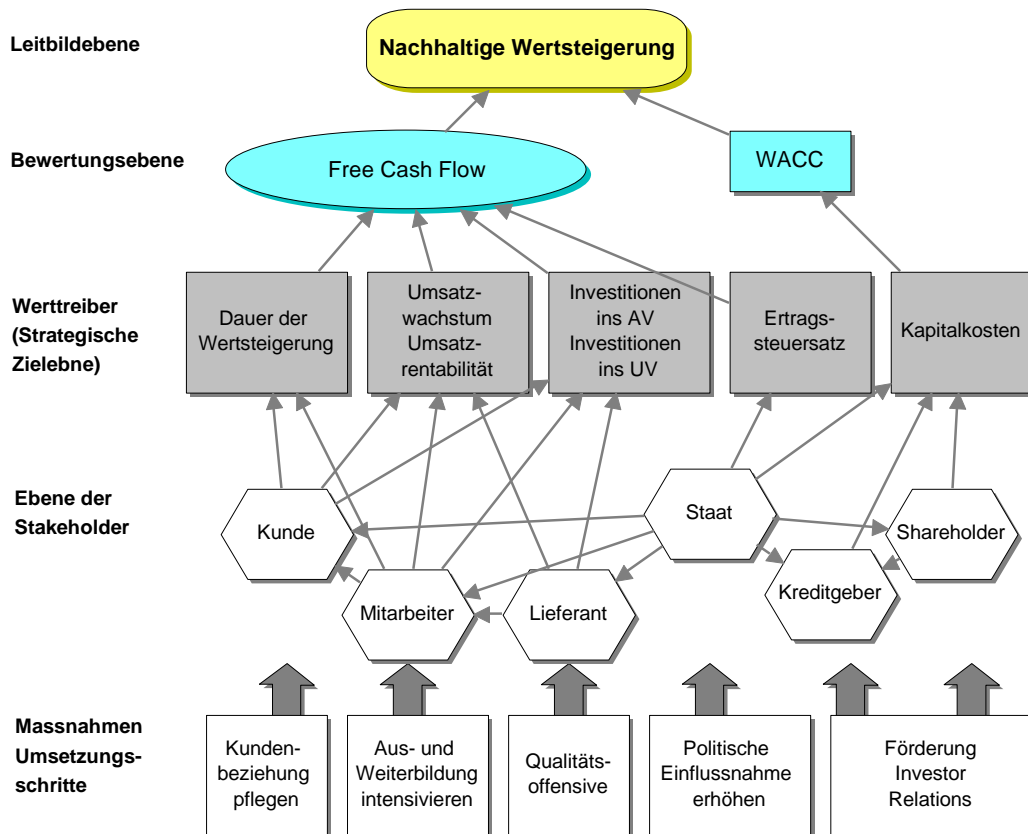 Leitbildebene
Nachhaltige Wertsteigerung
Bewertungsebene
Free Cash Flow
WACC
Werttreiber
(Strategische
Zielebne)
Dauer der
Wertsteigerung
Umsatz-
wachstum
Umsatz-
rentabilität
Investitionen
ins AV
Investitionen
ins UV
Ertrags-
steuersatz
Kapitalkosten
Ebene der
Stakeholder
Kunde
Staat
Shareholder
Mitarbeiter
Lieferant
Kreditgeber
Massnahmen
Umsetzungs-
schritte
Kunden-
beziehung
pflegen
Aus- und
Weiterbildung
intensivieren
Qualitäts-
offensive
Politische
Einflussnahme
erhöhen
Förderung
Investor
Relations